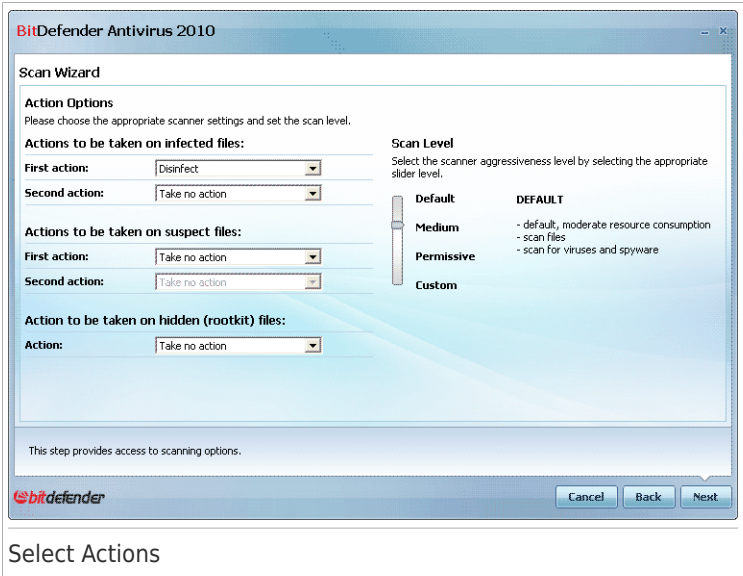 BitDefender Antivirus 2010
Scan Wizard
Action Options
Please choose the appropriate scanner settings and set the scan level.
Actions to be taken on infected files:
First action: Disinfect
Second action: Take no action
Actions to be taken on suspect files:
First action: Take no action
Second action: Take no action
Action to be taken on hidden (rootkit) files:
Action: Take no action
Scan Level
Select the scanner aggressiveness level by selecting the appropriate
slider level.
Default
Medium
Permissive
Custom
DEFAULT
- default, moderate resource consumption
- scan files
- scan for viruses and spyware
This step provides access to scanning options.
bitdefender
Cancel Back Next
Select Actions